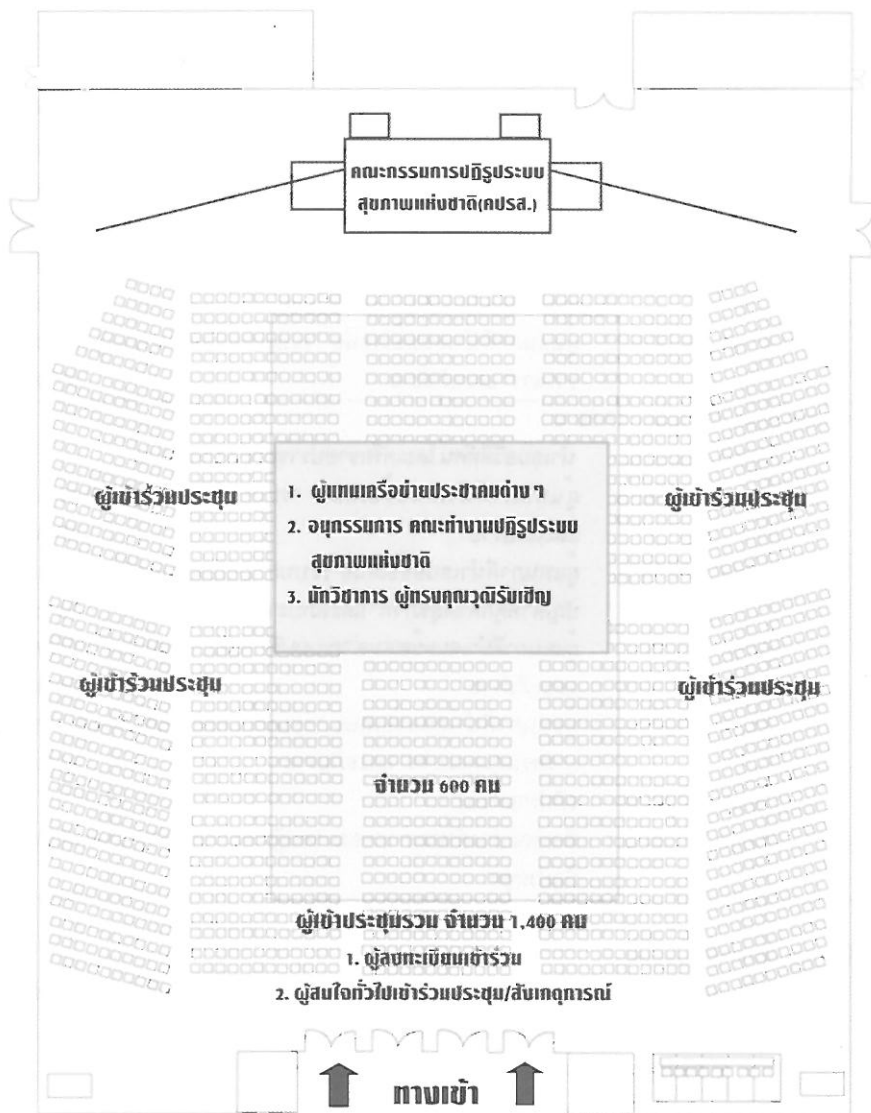 คณะกรรมการปฏิรูประบบ
สุขภาพแห่งชาติ(คปรส.)
1. ผู้แทนเครือข่ายประชาคมต่าง ๆ
2. อนุกรรมการ คณะทำงานปฏิรูประบบ
สุขภาพแห่งชาติ
3. นักวิชาการ ผู้ทรงคุณวุฒิรับเชิญ
ผู้เข้าร่วมประชุม
ผู้เข้าร่วมประชุม
ผู้เข้าร่วมประชุม
ผู้เข้าร่วมประชุม
จำนวน 600 คน
ผู้เข้าประชุมรวม จำนวน 1,400 คน
1. ผู้ลงทะเบียนเข้าร่วม
2. ผู้สนใจทั่วไปเข้าร่วมประชุม/สังเกตุการณ์
ทางเข้า